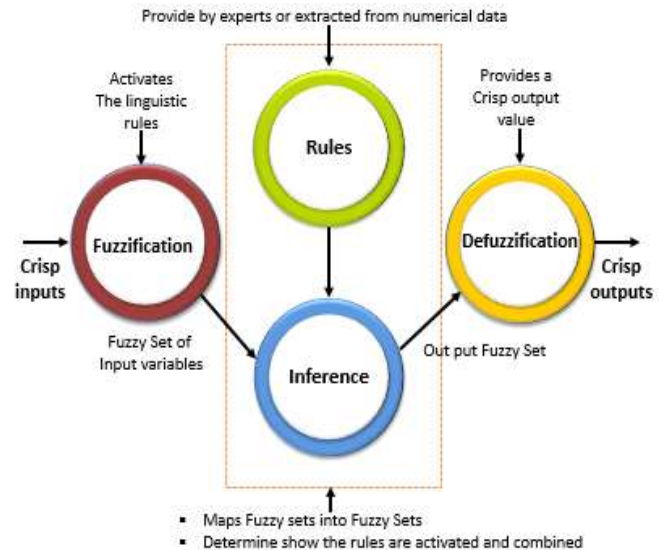 Provide by experts or extracted from numerical data
Activates
The linguistic
rules
Provides a
Crisp output
value
Rules
Fuzzification
Defuzzification
Crisp
inputs
Crisp
outputs
Fuzzy Set of
Input variables
Inference
Out put Fuzzy Set
▪ Maps Fuzzy sets into Fuzzy Sets
▪ Determine show the rules are activated and combined